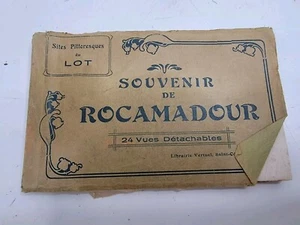 Sites Pittoresques
du
LOT
SOUVENIR
DE
ROCAMADOUR
24 Vues Détachables
Librairie